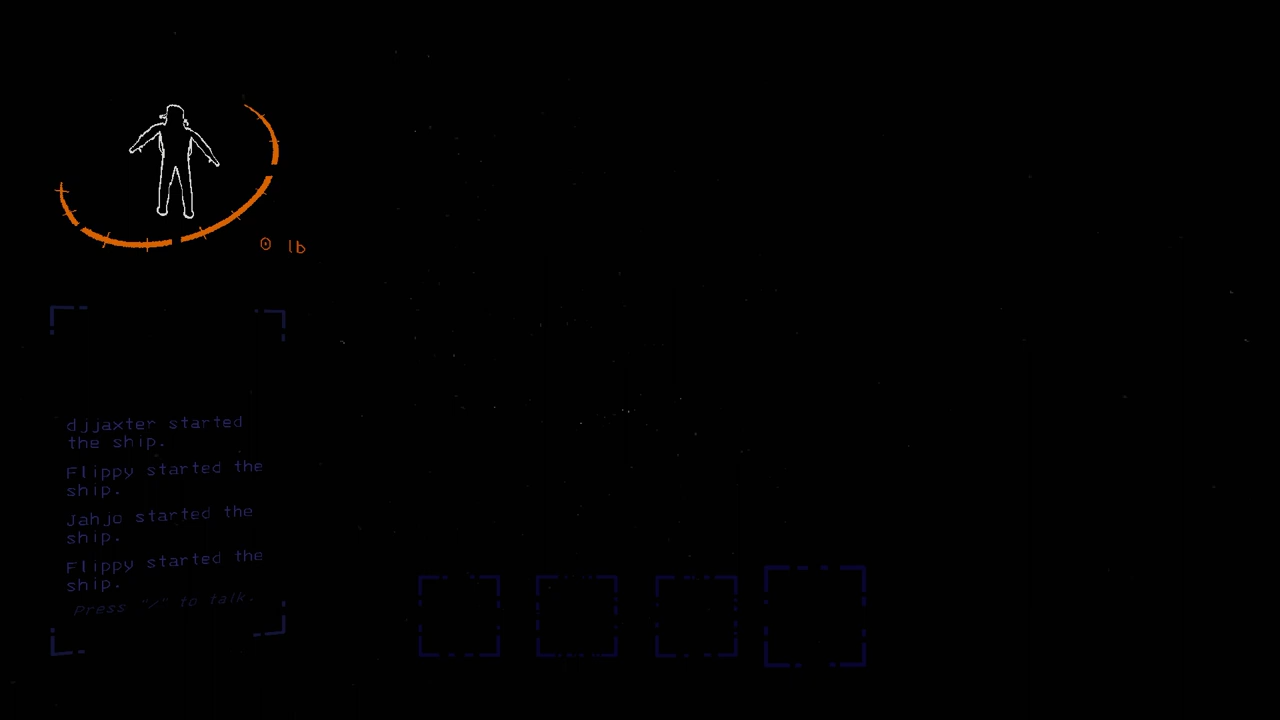 0 lb
djjaxter started
the ship.
Flippy started the
ship.
Jahjo started the
ship.
Flippy started the
ship.
Press "/" to talk.